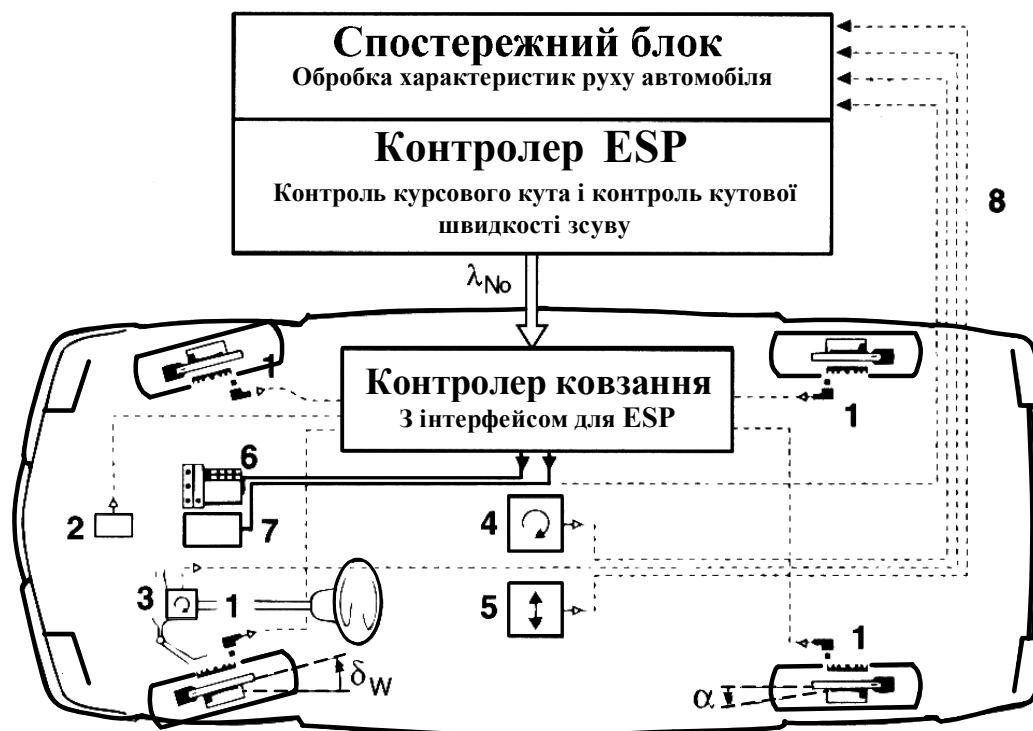 Спостережний блок
Обробка характеристик руху автомобіля
Контролер ESP
Контроль курсового кута і контроль кутової
швидкості зсуву
8
λNo
Контролер ковзання
З інтерфейсом для ESP
1
1
6
2
7
4
3
1
5
1
δW
α